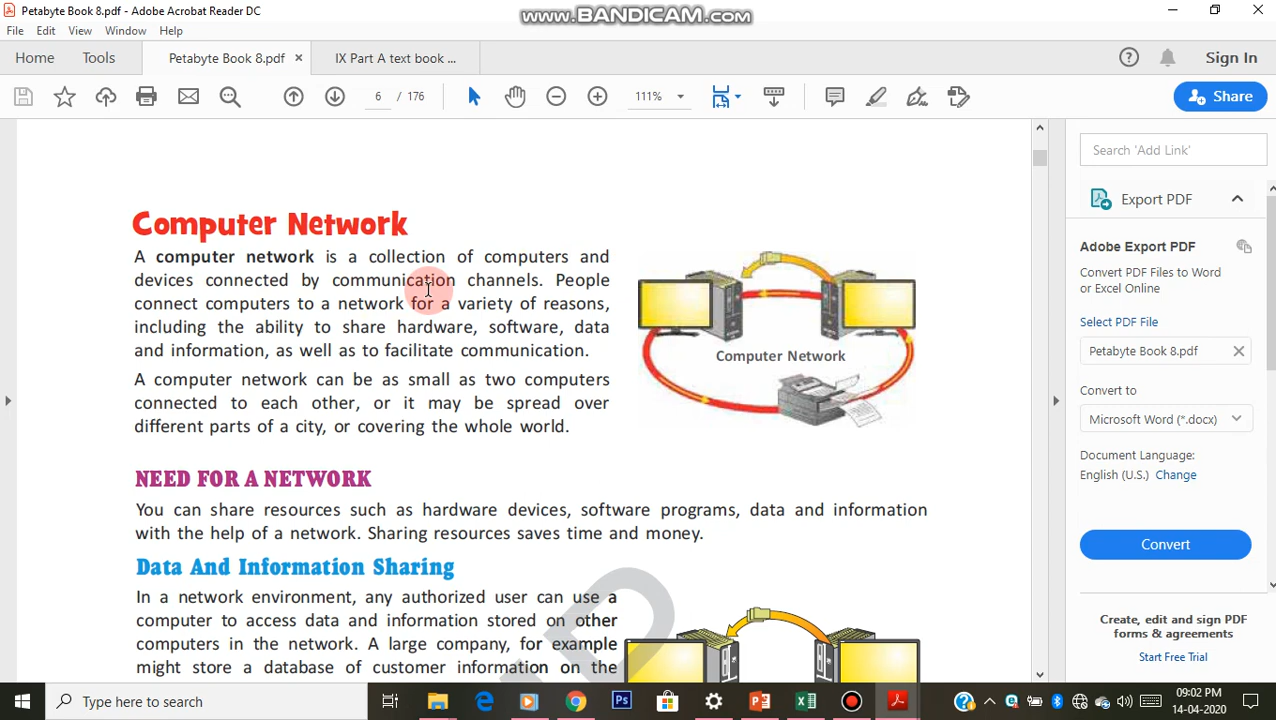 Petabyte Book 8.pdf - Adobe Acrobat Reader DC
www.BANDICAM.com
File Edit View Window Help
Home Tools Petabyte Book 8.pdf × IX Part A text book ... Sign In
6 / 176 111% Share
Search 'Add Link'
Export PDF
Adobe Export PDF
Convert PDF Files to Word
or Excel Online
Select PDF File
Petabyte Book 8.pdf
Convert to
Microsoft Word (*.docx)
Document Language:
English (U.S.) Change
Convert
Create, edit and sign PDF
forms & agreements
Start Free Trial
Computer Network
A computer network is a collection of computers and
devices connected by communication channels. People
connect computers to a network for a variety of reasons,
including the ability to share hardware, software, data
and information, as well as to facilitate communication.
A computer network can be as small as two computers
connected to each other, or it may be spread over
different parts of a city, or covering the whole world.
Computer Network
NEED FOR A NETWORK
You can share resources such as hardware devices, software programs, data and information
with the help of a network. Sharing resources saves time and money.
Data And Information Sharing
In a network environment, any authorized user can use a
computer to access data and information stored on other
computers in the network. A large company, for example
might store a database of customer information on the
Type here to search
09:02 PM
14-04-2020